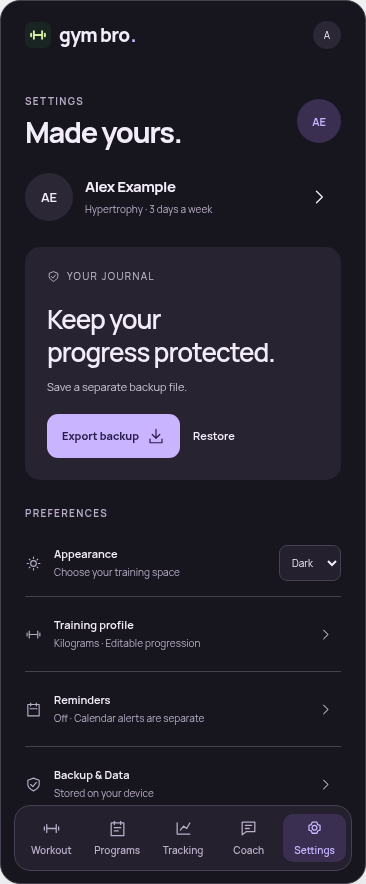 gym bro.
A
SETTINGS
Made yours.
AE
AE
Alex Example
Hypertrophy · 3 days a week
YOUR JOURNAL
Keep your
progress protected.
Save a separate backup file.
Export backup
Restore
PREFERENCES
Appearance
Choose your training space
Dark
Training profile
Kilograms · Editable progression
Reminders
Off · Calendar alerts are separate
Backup & Data
Stored on your device
Workout
Programs
Tracking
Coach
Settings